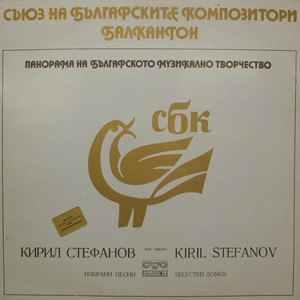 СЪЮЗ НА БЪЛГАРСКИТЕ КОМПОЗИТОРИ
БАЛКАНТОН
ПАНОРАМА НА БЪЛГАРСКОТО МУЗИКАЛНО ТВОРЧЕСТВО
сбк
КИРИЛ СТЕФАНОВ
KIRIL STEFANOV
ИЗБРАНИ ПЕСНИ
SELECTED SONGS